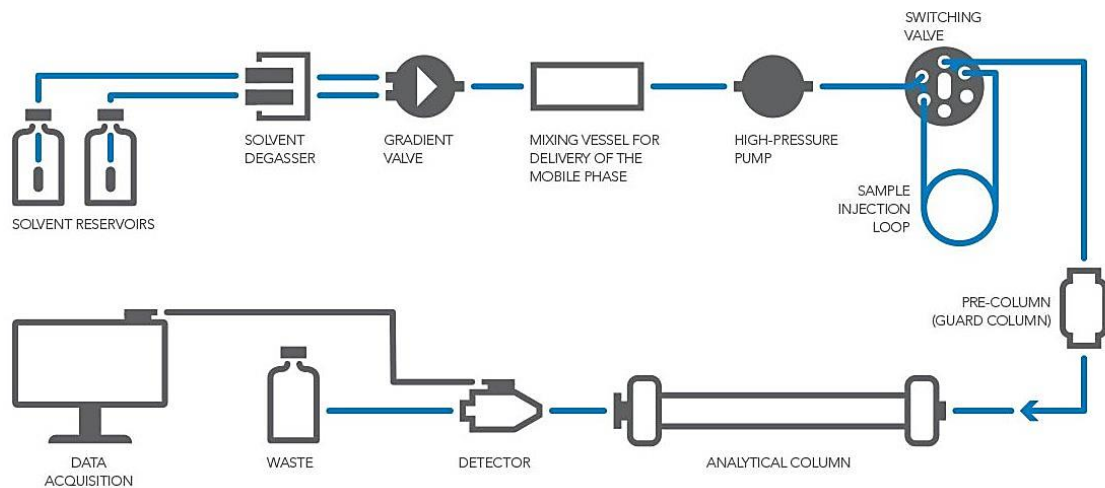 SWITCHING
VALVE
SOLVENT
DEGASSER
GRADIENT
VALVE
MIXING VESSEL FOR
DELIVERY OF THE
MOBILE PHASE
HIGH-PRESSURE
PUMP
SAMPLE
INJECTION
LOOP
SOLVENT RESERVOIRS
PRE-COLUMN
(GUARD COLUMN)
DATA
ACQUISITION
WASTE
DETECTOR
ANALYTICAL COLUMN